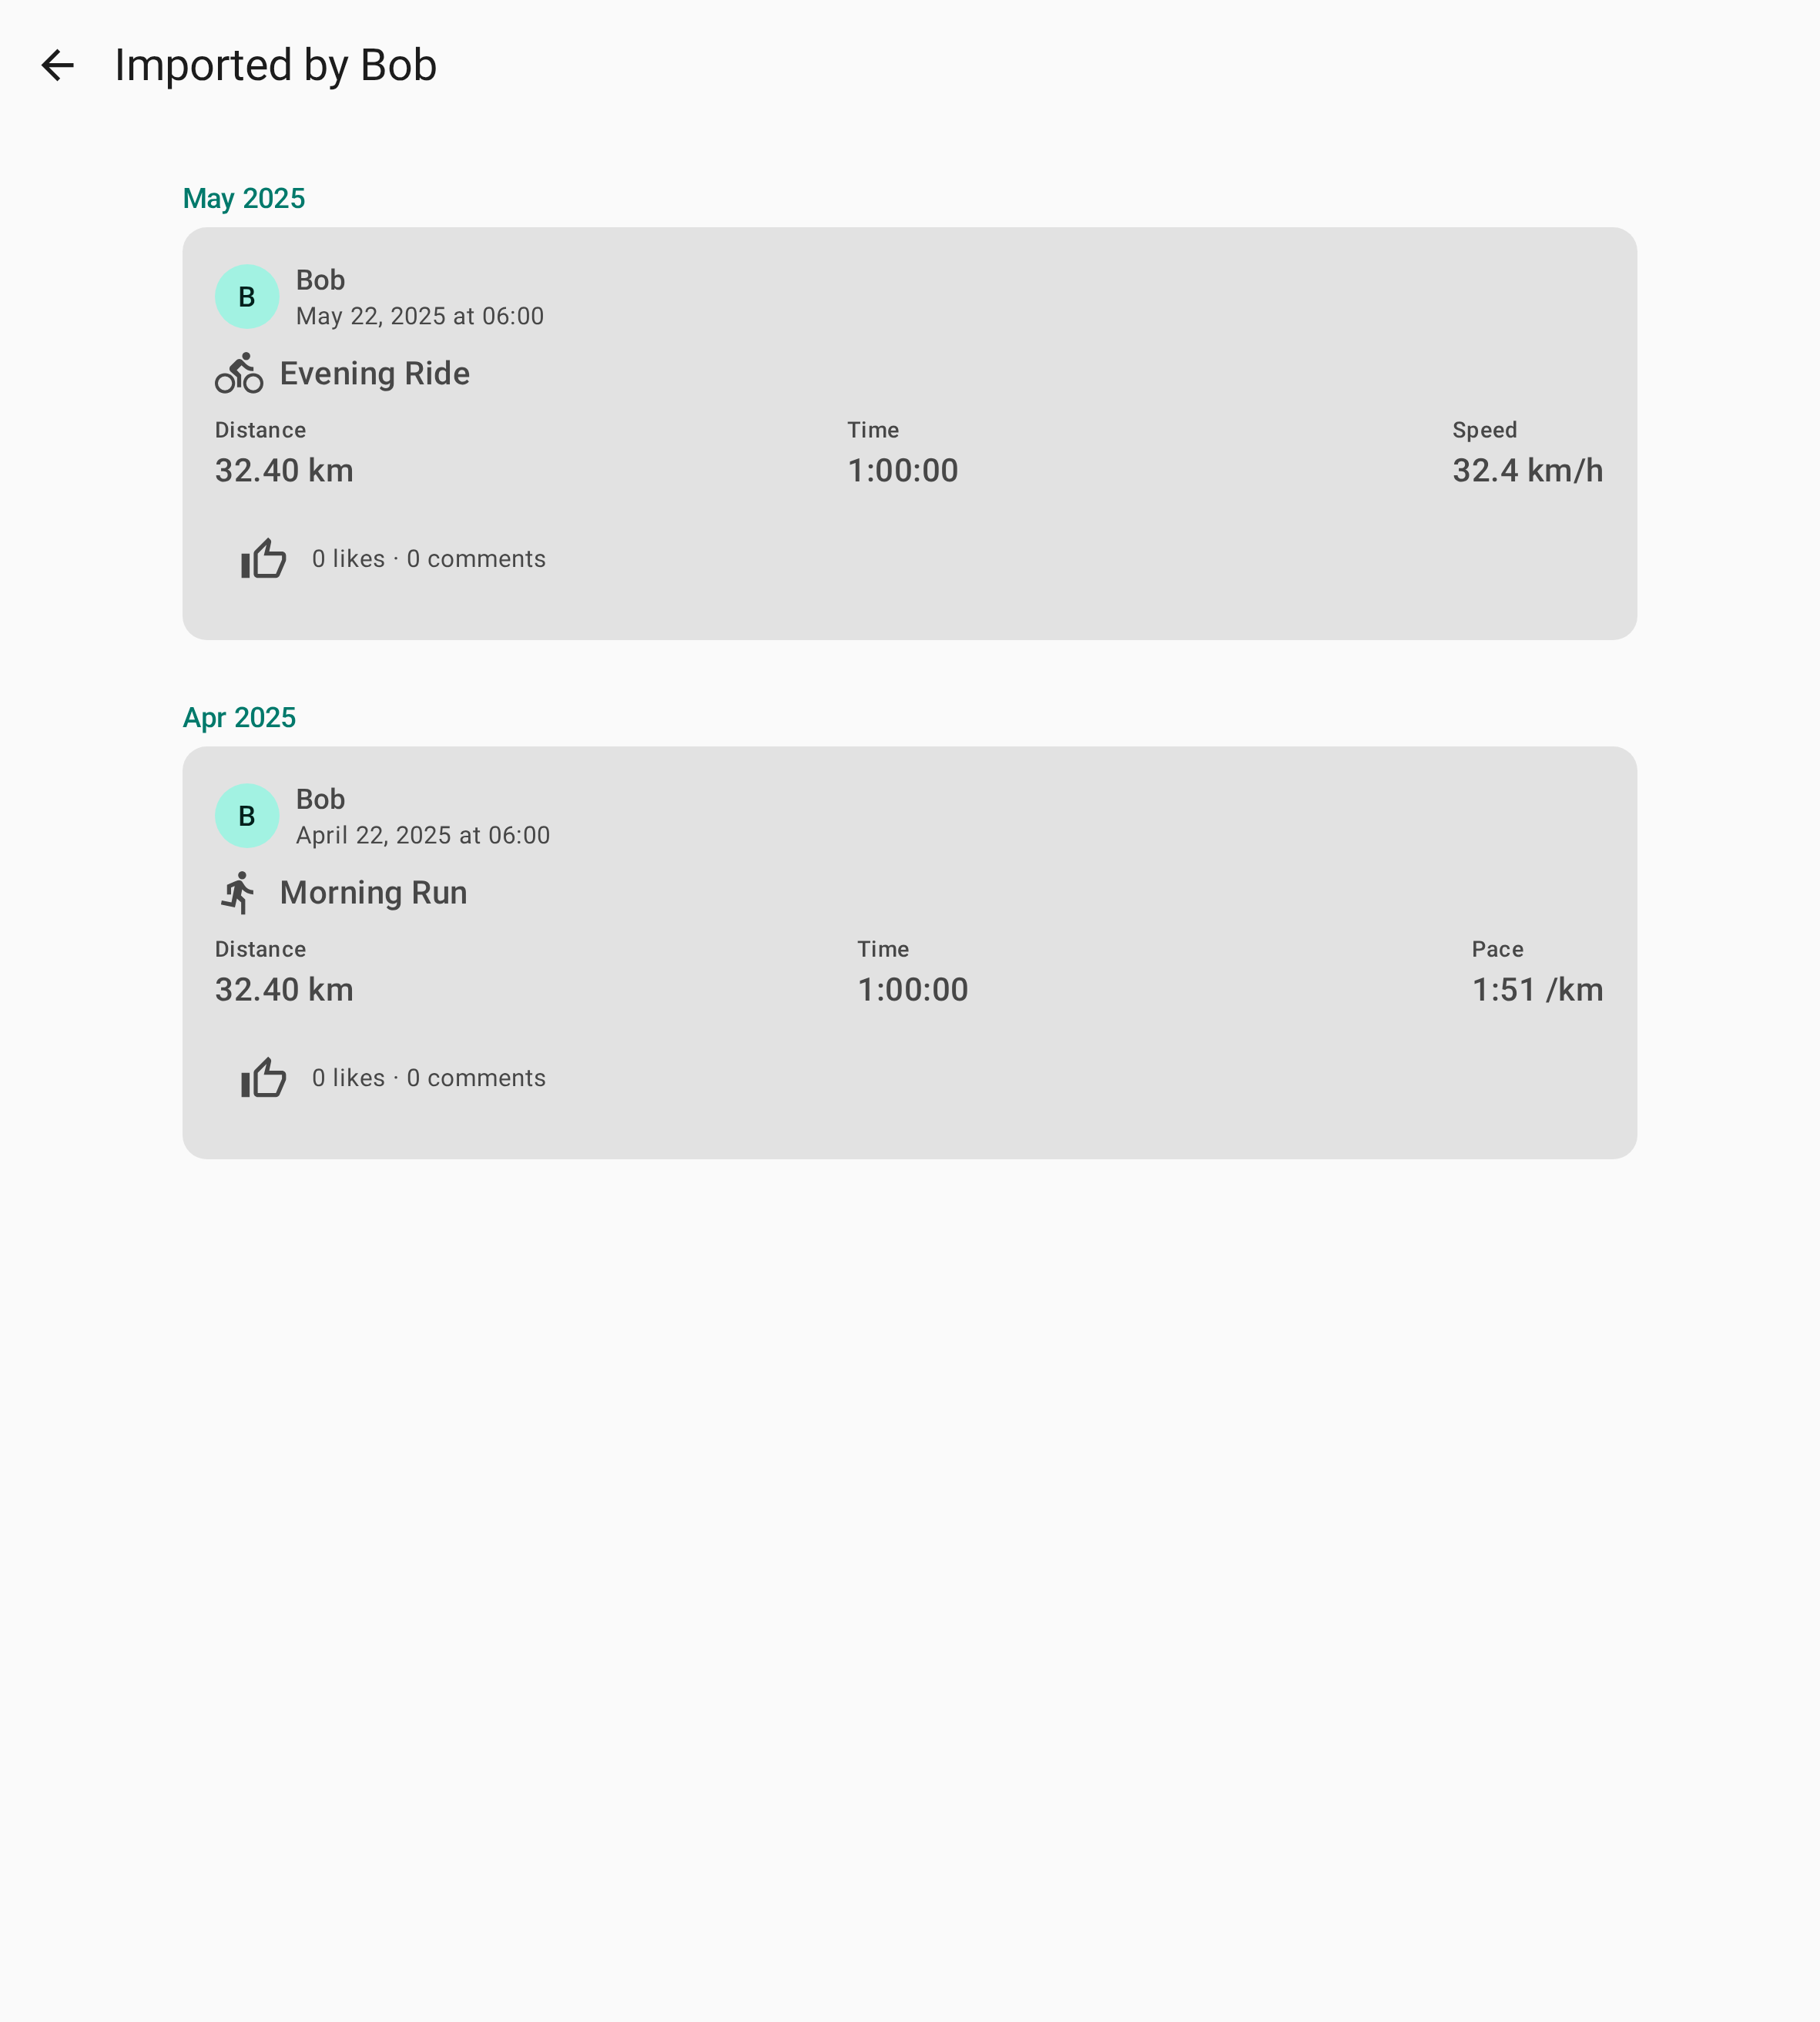 Imported by Bob
May 2025
B
Bob
May 22, 2025 at 06:00
Evening Ride
Distance Time Speed
32.40 km 1:00:00 32.4 km/h
0 likes · 0 comments
Apr 2025
B
Bob
April 22, 2025 at 06:00
Morning Run
Distance Time Pace
32.40 km 1:00:00 1:51 /km
0 likes · 0 comments